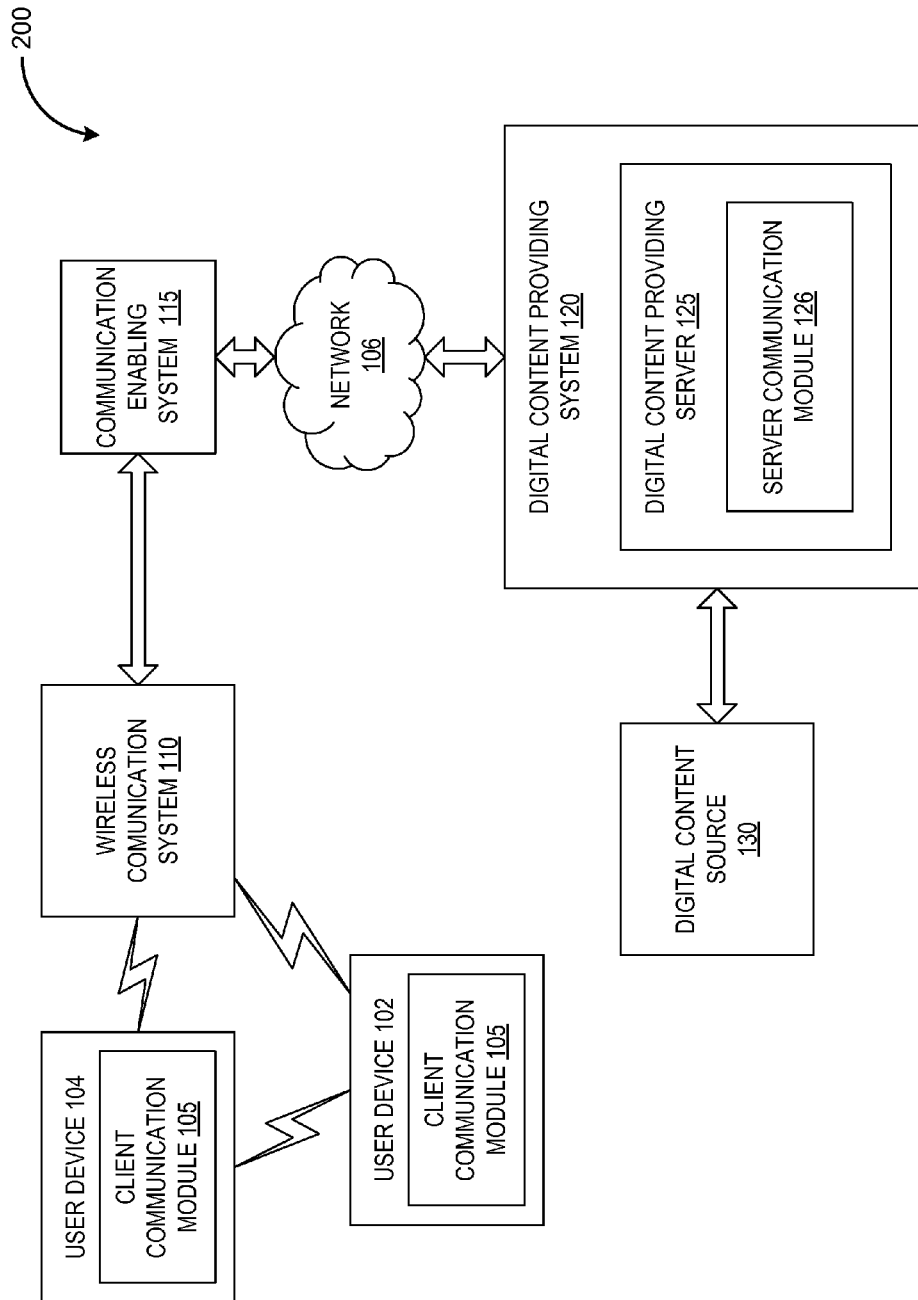 200
USER DEVICE 104
CLIENT
COMMUNICATION
MODULE 105
WIRELESS
COMUNICATION
SYSTEM 110
COMMUNICATION
ENABLING
SYSTEM 115
USER DEVICE 102
CLIENT
COMMUNICATION
MODULE 105
NETWORK
106
DIGITAL CONTENT
SOURCE
130
DIGITAL CONTENT PROVIDING
SYSTEM 120
DIGITAL CONTENT PROVIDING
SERVER 125
SERVER COMMUNICATION
MODULE 126